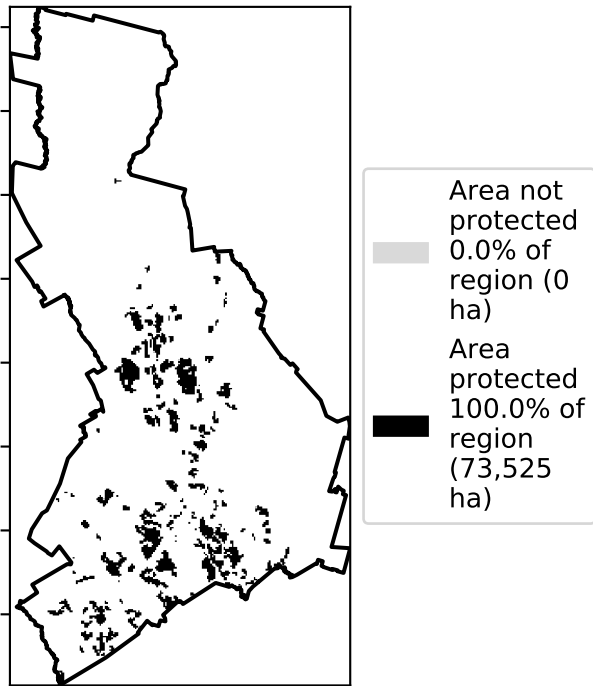 Area not
protected
0.0% of
region (0
ha)
Area
protected
100.0% of
region
(73,525
ha)